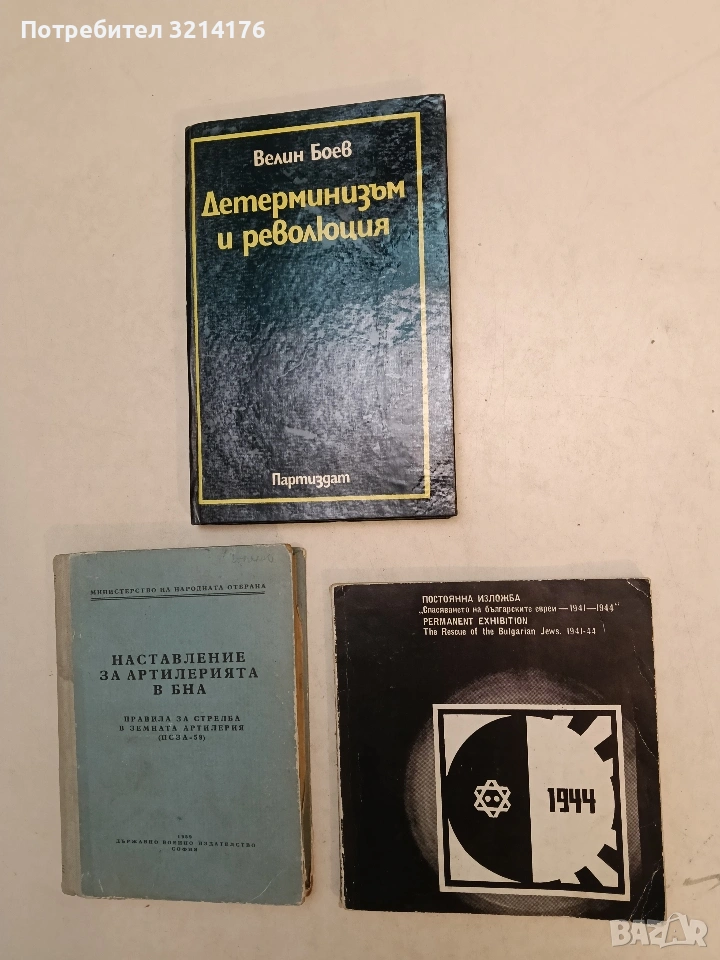 Потребител 3214176
Велин Боев
Детерминизъм
и революция
Партиздат
МИНИСТЕРСТВО НА НАРОДНАТА ОТБРАНА
НАСТАВЛЕНИЕ
ЗА АРТИЛЕРИЯТА
В БНА
ПРАВИЛА ЗА СТРЕЛБА
В ЗЕМНАТА АРТИЛЕРИЯ
(ПСЗА-59)
ДЪРЖАВНО ВОЕННО ИЗДАТЕЛСТВО
СОФИЯ
ПОСТОЯННА ИЗЛОЖБА
„Спасяването на българските евреи — 1941—1944"
PERMANENT EXHIBITION
The Rescue of the Bulgarian Jews. 1941-44
1944
BAZAR